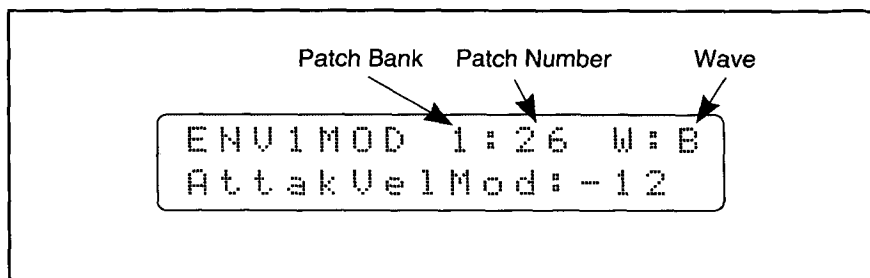 Patch Bank Patch Number Wave
ENV1MOD 1:26 W:B
AttakVelMod:-12